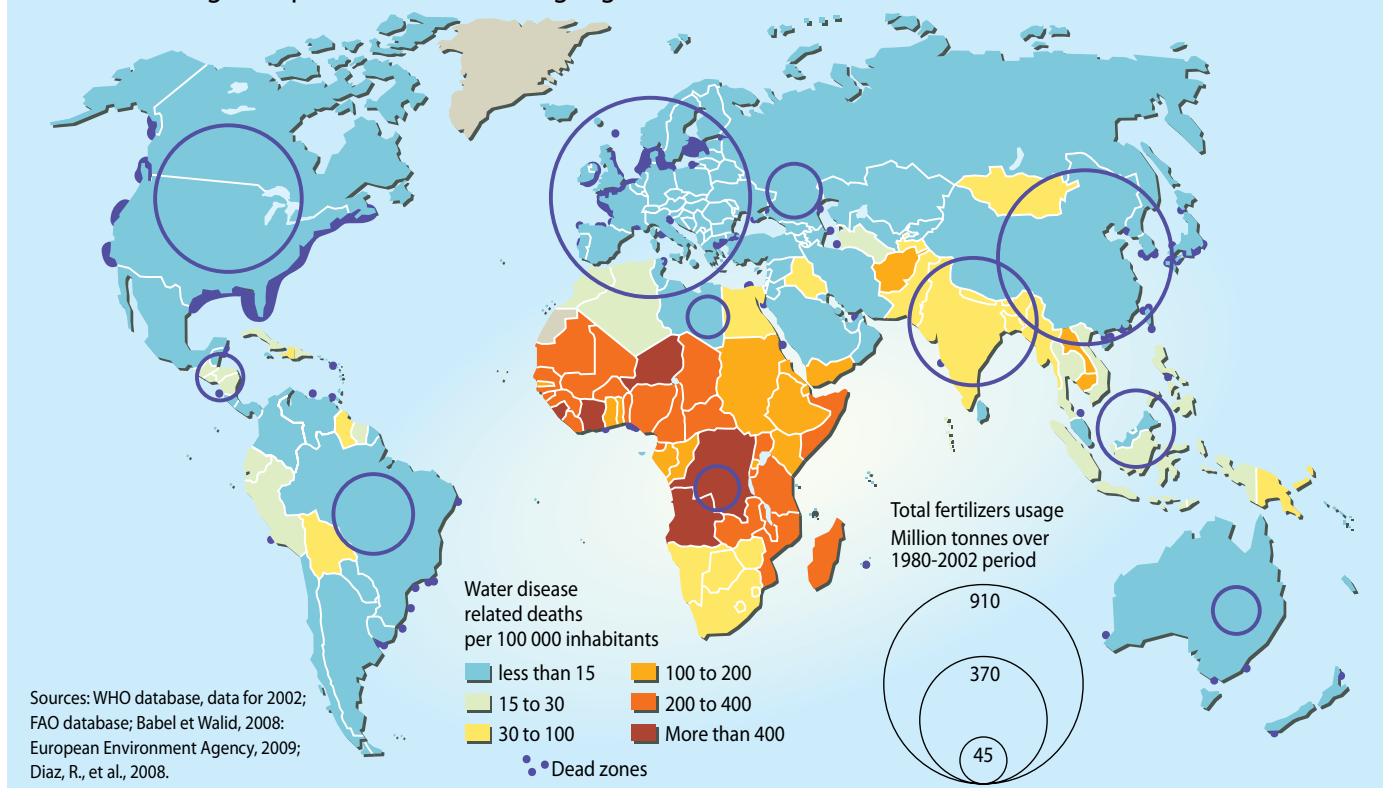 Total fertilizers usage
Million tonnes over
1980-2002 period
910
370
45
Water disease
related deaths
per 100 000 inhabitants
less than 15
15 to 30
30 to 100
100 to 200
200 to 400
More than 400
Dead zones
Sources: WHO database, data for 2002;
FAO database; Babel et Walid, 2008:
European Environment Agency, 2009;
Diaz, R., et al., 2008.